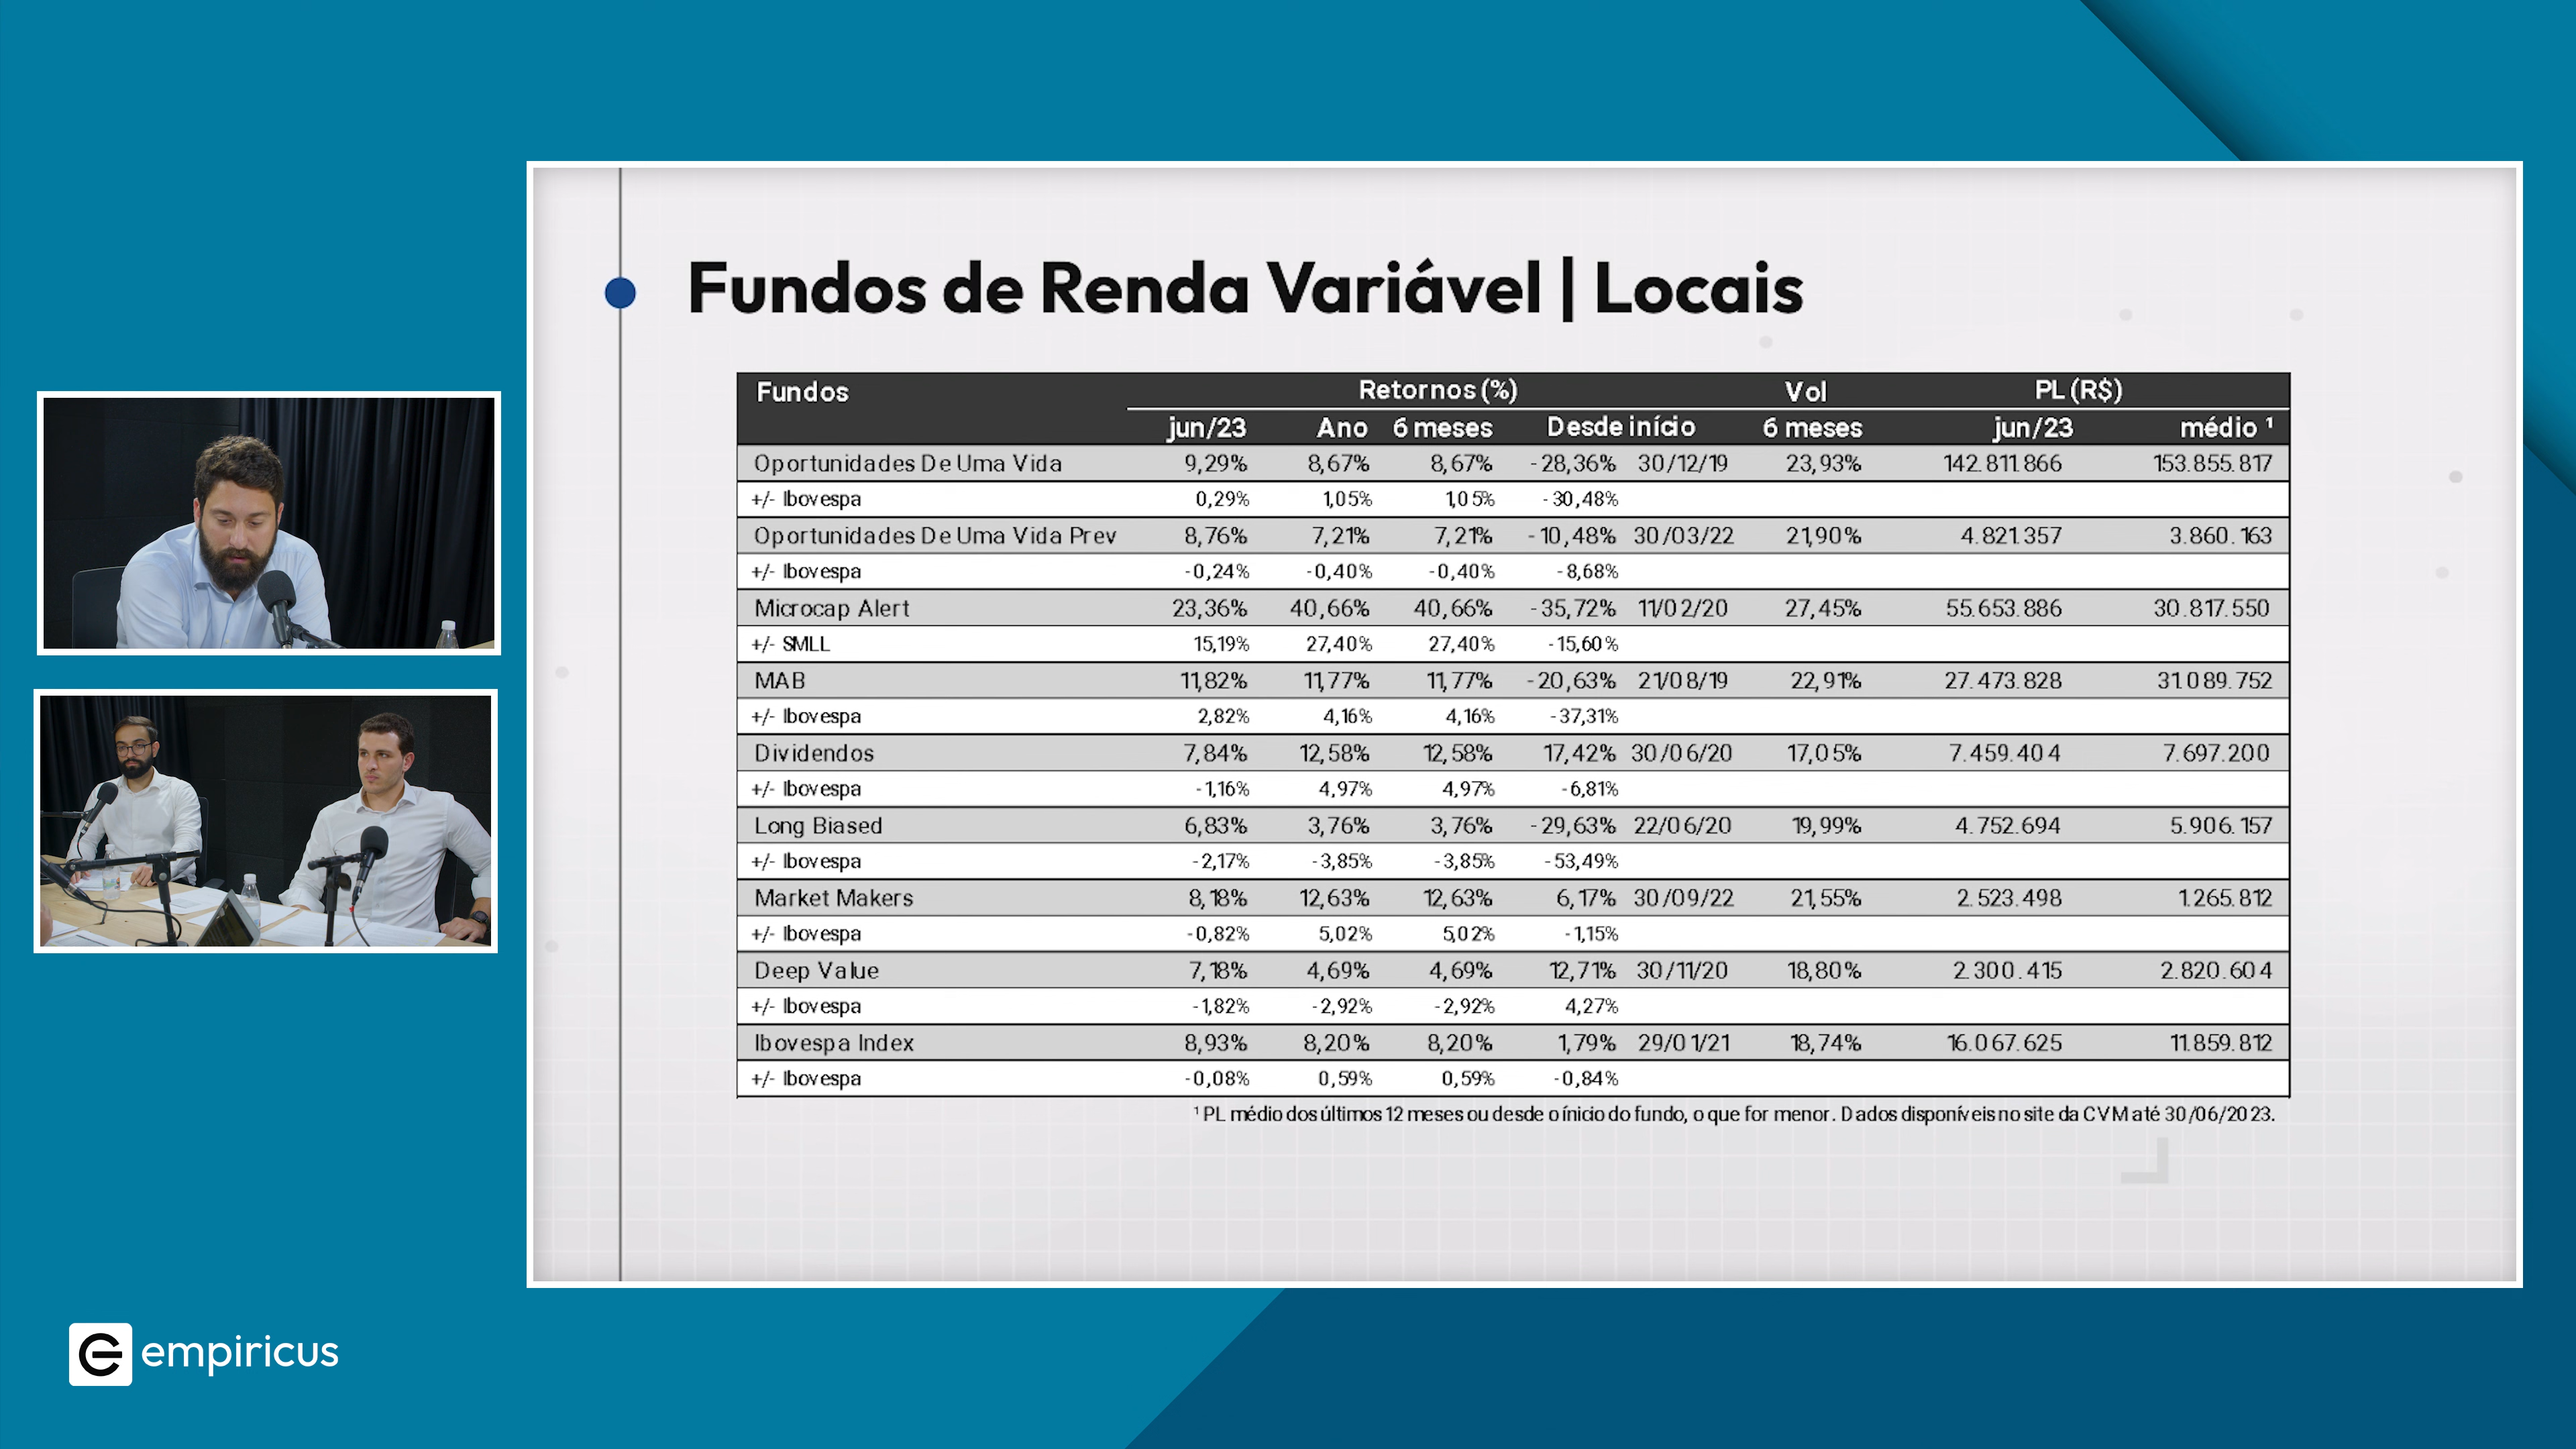 Fundos de Renda Variável | Locais
Fundos Retornos (%) Vol PL (R$)
jun/23 Ano 6 meses Desde início 6 meses jun/23 médio ¹
Oportunidades De Uma Vida 9,29% 8,67% 8,67% -28,36% 30/12/19 23,93% 142.811.866 153.855.817
+/- Ibovespa 0,29% 1,05% 1,05% -30,48%
Oportunidades De Uma Vida Prev 8,76% 7,21% 7,21% -10,48% 30/03/22 21,90% 4.821.357 3.860.163
+/- Ibovespa -0,24% -0,40% -0,40% -8,68%
Microcap Alert 23,36% 40,66% 40,66% -35,72% 11/02/20 27,45% 55.653.886 30.817.550
+/- SMLL 15,19% 27,40% 27,40% -15,60%
MAB 11,82% 11,77% 11,77% -20,63% 21/08/19 22,91% 27.473.828 31.089.752
+/- Ibovespa 2,82% 4,16% 4,16% -37,31%
Dividendos 7,84% 12,58% 12,58% 17,42% 30/06/20 17,05% 7.459.404 7.697.200
+/- Ibovespa -1,16% 4,97% 4,97% -6,81%
Long Biased 6,83% 3,76% 3,76% -29,63% 22/06/20 19,99% 4.752.694 5.906.157
+/- Ibovespa -2,17% -3,85% -3,85% -53,49%
Market Makers 8,18% 12,63% 12,63% 6,17% 30/09/22 21,55% 2.523.498 1.265.812
+/- Ibovespa -0,82% 5,02% 5,02% -1,15%
Deep Value 7,18% 4,69% 4,69% 12,71% 30/11/20 18,80% 2.300.415 2.820.604
+/- Ibovespa -1,82% -2,92% -2,92% 4,27%
Ibovespa Index 8,93% 8,20% 8,20% 1,79% 29/01/21 18,74% 16.067.625 11.859.812
+/- Ibovespa -0,08% 0,59% 0,59% -0,84%
¹ PL médio dos últimos 12 meses ou desde o ínicio do fundo, o que for menor. Dados disponíveis no site da CVM até 30/06/2023.
empiricus